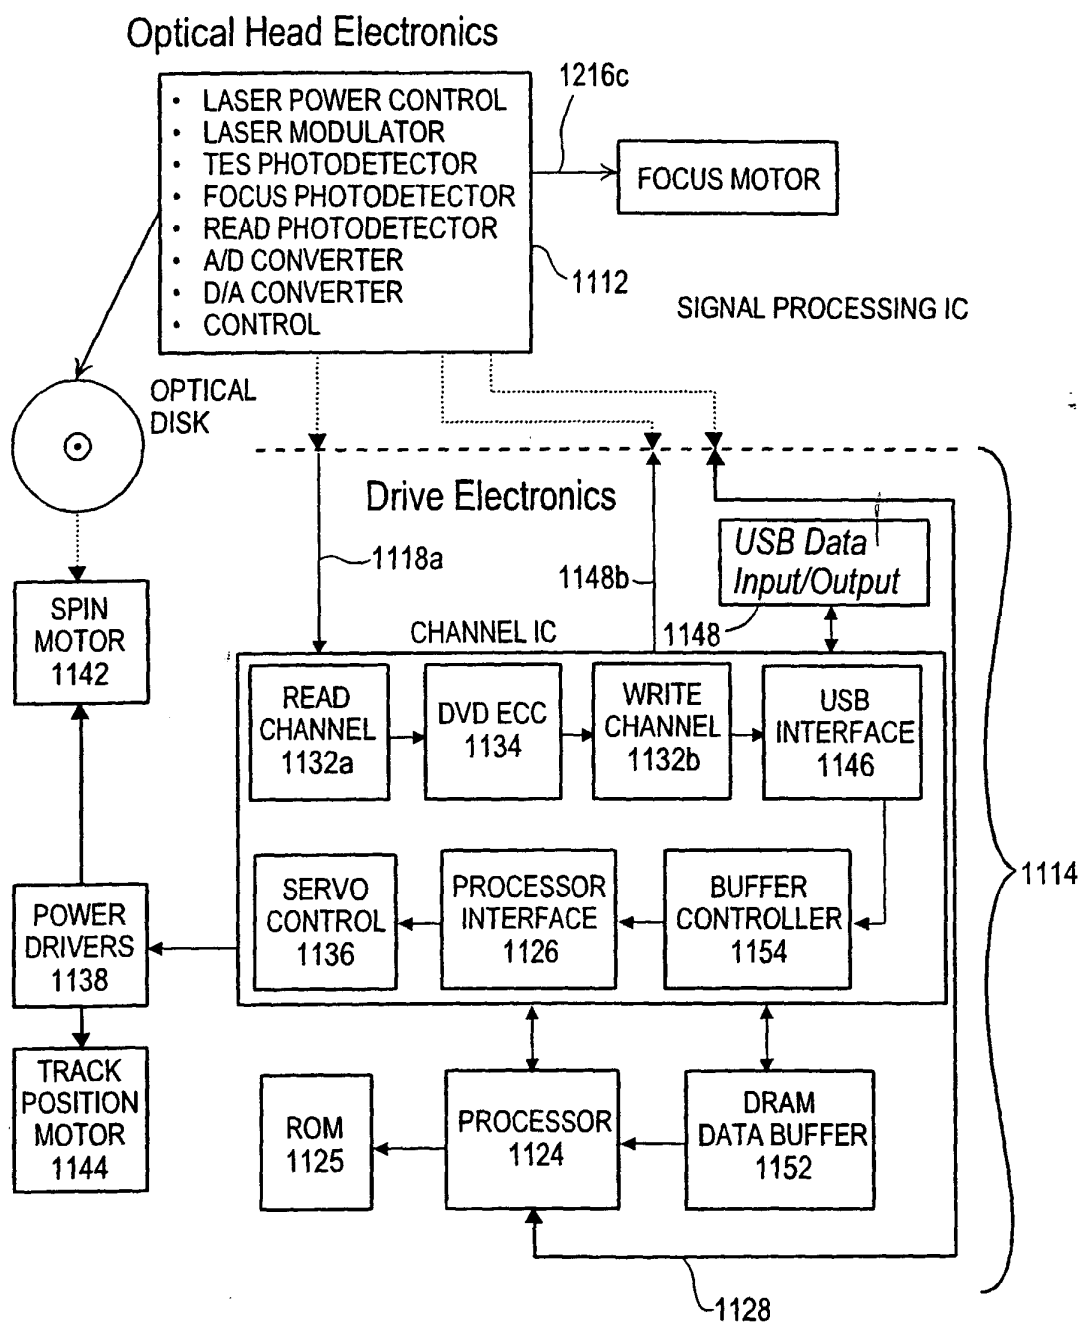 Optical Head Electronics
1216c
• LASER POWER CONTROL
• LASER MODULATOR
• TES PHOTODETECTOR
• FOCUS PHOTODETECTOR
• READ PHOTODETECTOR
• A/D CONVERTER
• D/A CONVERTER
• CONTROL
FOCUS MOTOR
1112
SIGNAL PROCESSING IC
OPTICAL
DISK
Drive Electronics
1118a
1148b
USB Data
Input/Output
1148
CHANNEL IC
SPIN
MOTOR
1142
READ
CHANNEL
1132a
DVD ECC
1134
WRITE
CHANNEL
1132b
USB
INTERFACE
1146
1114
POWER
DRIVERS
1138
SERVO
CONTROL
1136
PROCESSOR
INTERFACE
1126
BUFFER
CONTROLLER
1154
TRACK
POSITION
MOTOR
1144
ROM
1125
PROCESSOR
1124
DRAM
DATA BUFFER
1152
1128